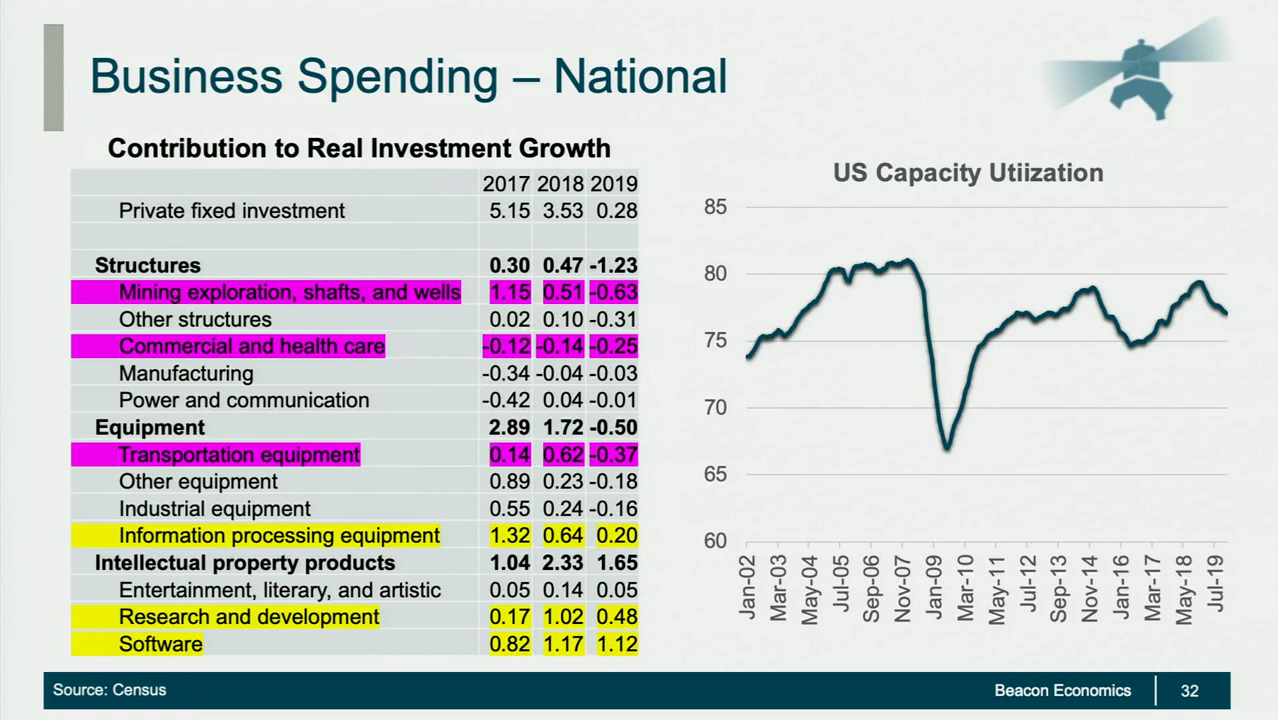 Business Spending – National
Contribution to Real Investment Growth
2017 2018 2019
Private fixed investment 5.15 3.53 0.28
Structures 0.30 0.47 -1.23
Mining exploration, shafts, and wells 1.15 0.51 -0.63
Other structures 0.02 0.10 -0.31
Commercial and health care -0.12 -0.14 -0.25
Manufacturing -0.34 -0.04 -0.03
Power and communication -0.42 0.04 -0.01
Equipment 2.89 1.72 -0.50
Transportation equipment 0.14 0.62 -0.37
Other equipment 0.89 0.23 -0.18
Industrial equipment 0.55 0.24 -0.16
Information processing equipment 1.32 0.64 0.20
Intellectual property products 1.04 2.33 1.65
Entertainment, literary, and artistic 0.05 0.14 0.05
Research and development 0.17 1.02 0.48
Software 0.82 1.17 1.12
US Capacity Utiization
85
80
75
70
65
60
Jan-02
Mar-03
May-04
Jul-05
Sep-06
Nov-07
Jan-09
Mar-10
May-11
Jul-12
Sep-13
Nov-14
Jan-16
Mar-17
May-18
Jul-19
Source: Census
Beacon Economics
32